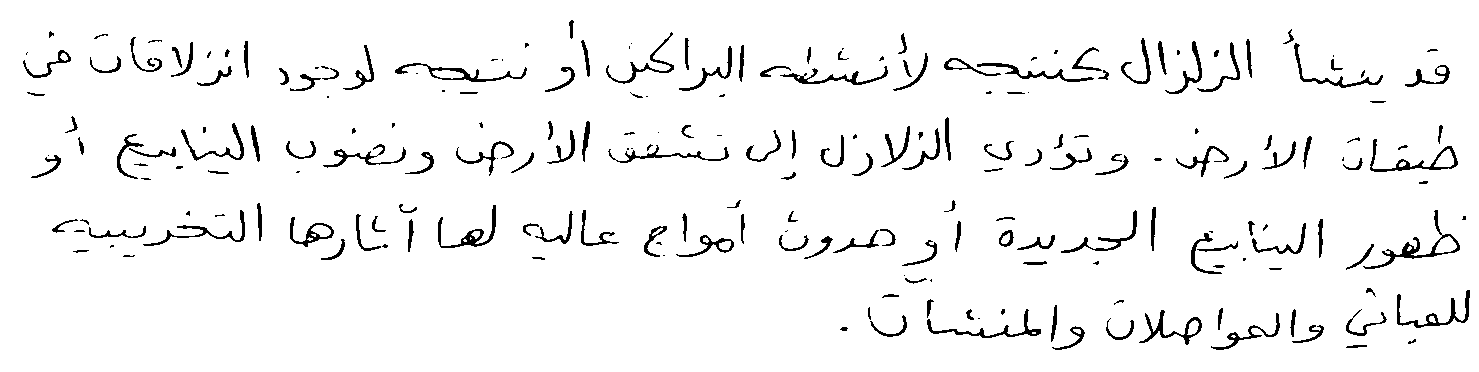 قد ينشأ الزلزال كنتيجه لأنشطه البراكين أو نتيجه لوجود انزلاقات في
طبقات الأرض. وتؤدي الزلازل إلى تشقق الأرض ونضوب الينابيع أو
ظهور الينابيع الجديدة أو حدوث أمواج عاليه لها آثارها التخريبيه
للمباني والمواصلات والمنشآت.